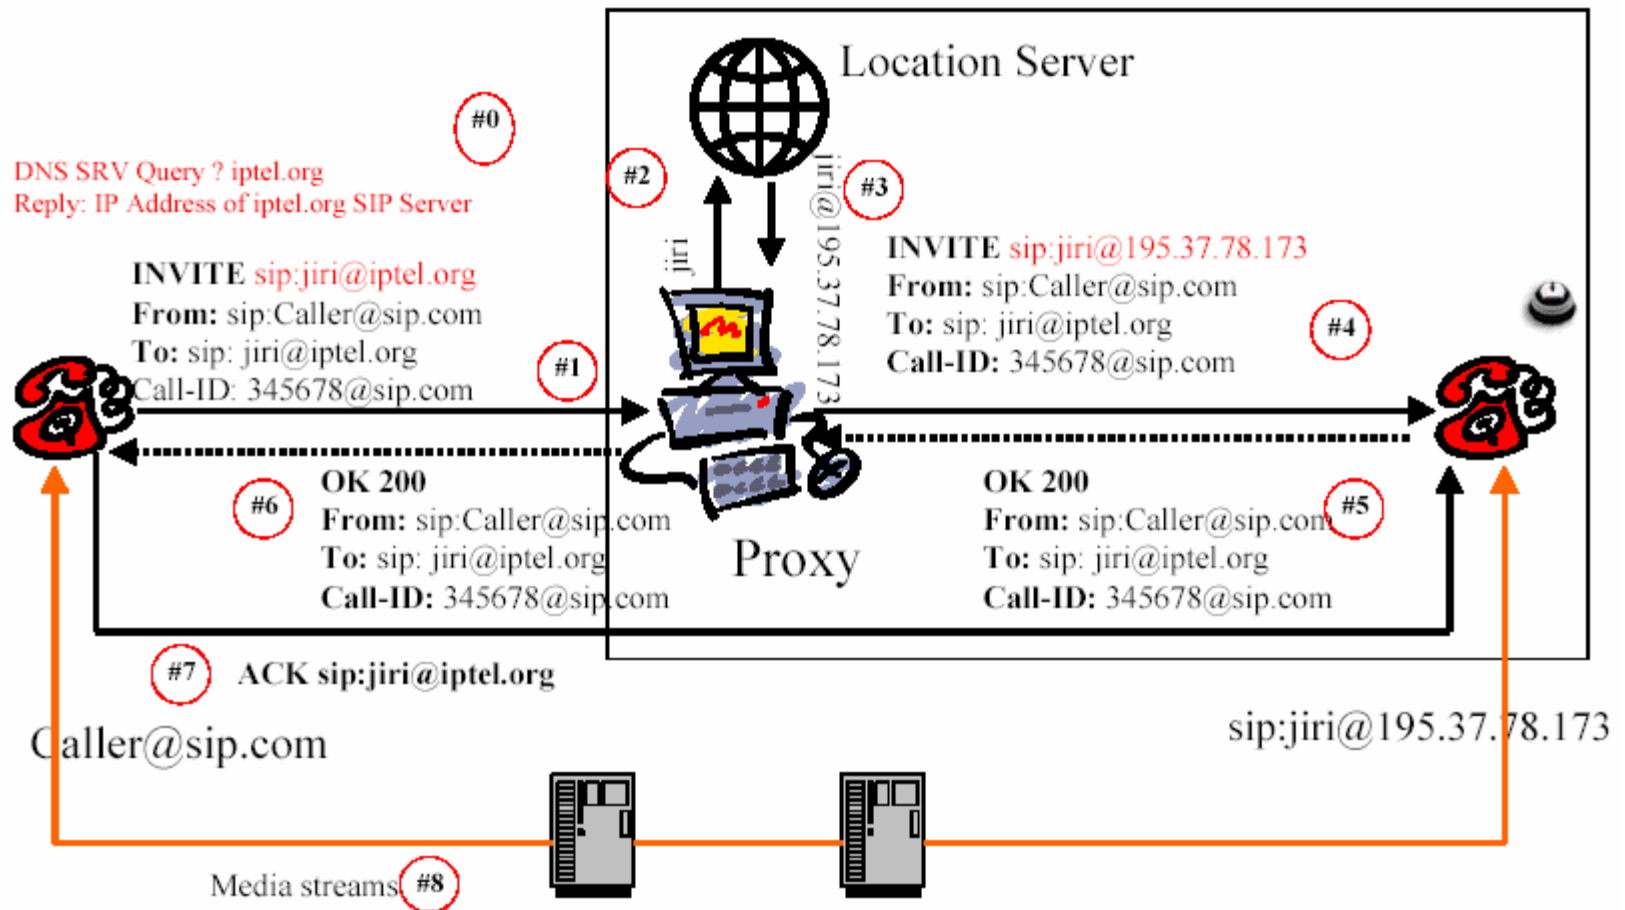 Location Server
#0
DNS SRV Query ? iptel.org
Reply: IP Address of iptel.org SIP Server
#2
#3
jiri
jiri@195.37.78.173
INVITE sip:jiri@iptel.org
From: sip:Caller@sip.com
To: sip: jiri@iptel.org
Call-ID: 345678@sip.com
#1
INVITE sip:jiri@195.37.78.173
From: sip:Caller@sip.com
To: sip: jiri@iptel.org
Call-ID: 345678@sip.com
#4
#6
OK 200
From: sip:Caller@sip.com
To: sip: jiri@iptel.org
Call-ID: 345678@sip.com
Proxy
OK 200
From: sip:Caller@sip.com
To: sip: jiri@iptel.org
Call-ID: 345678@sip.com
#5
#7
ACK sip:jiri@iptel.org
Caller@sip.com
sip:jiri@195.37.78.173
Media streams
#8